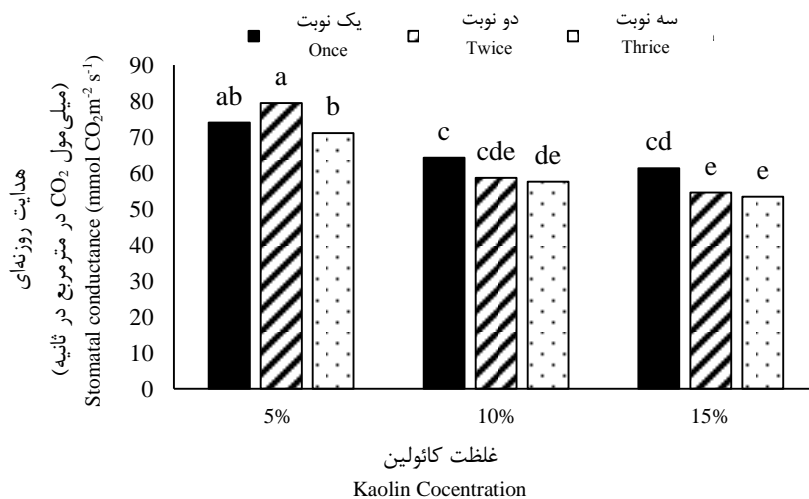 یک نوبت
Once
دو نوبت
Twice
سه نوبت
Thrice
هدایت روزنه‌ای
(میلی‌مول CO₂ در مترمربع در ثانیه)
Stomatal conductance (mmol CO₂m⁻² s⁻¹)
90
80
70
60
50
40
30
20
10
0
ab
a
b
c
cde
de
cd
e
e
5%
10%
15%
غلظت کائولین
Kaolin Cocentration